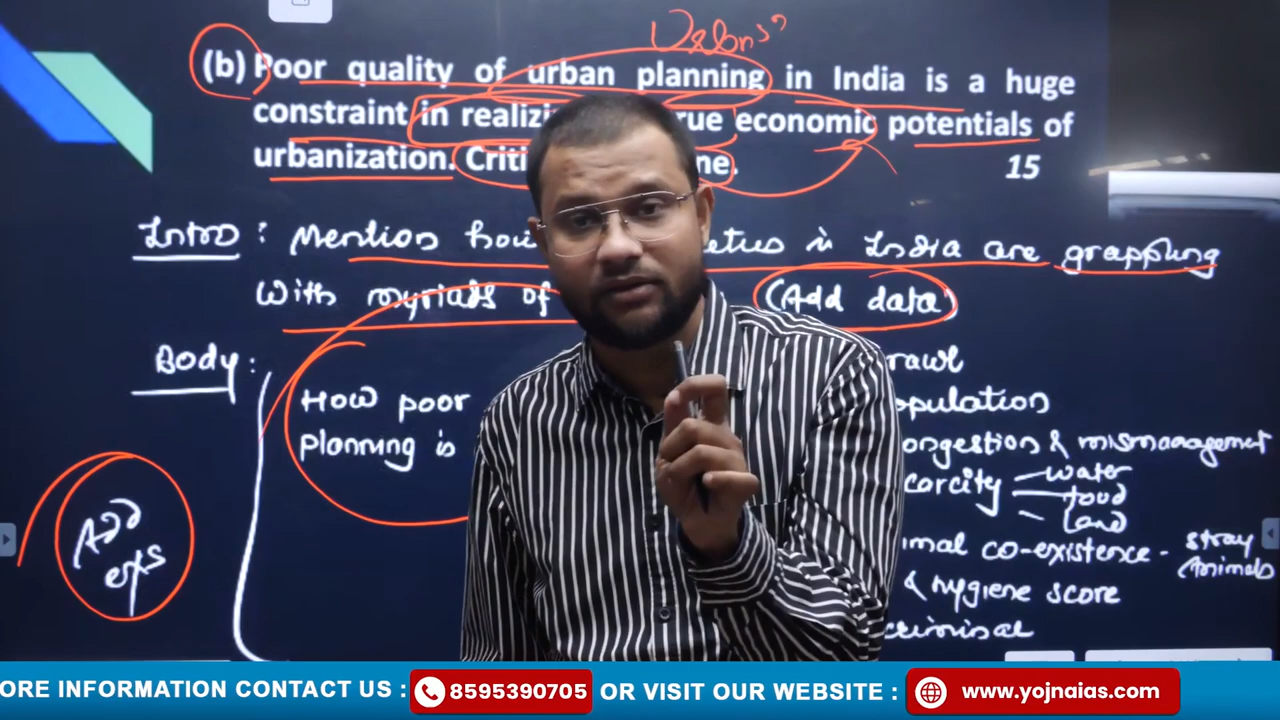 (b) Poor quality of urban planning in India is a huge
constraint in realizi rue economic potentials of
urbanization. Criti ne.
15
Intro : Mention how eties in India are grappling
With myriads of (Add data)
Body :
How poor
Planning is
rawl
opulation
ongestion & mismanagement
carcity water
food
Land
imal co-existence - stray
Animals
& hygiene score
criminal
Add
exs
ORE INFORMATION CONTACT US : 8595390705 OR VISIT OUR WEBSITE : www.yojnaias.com